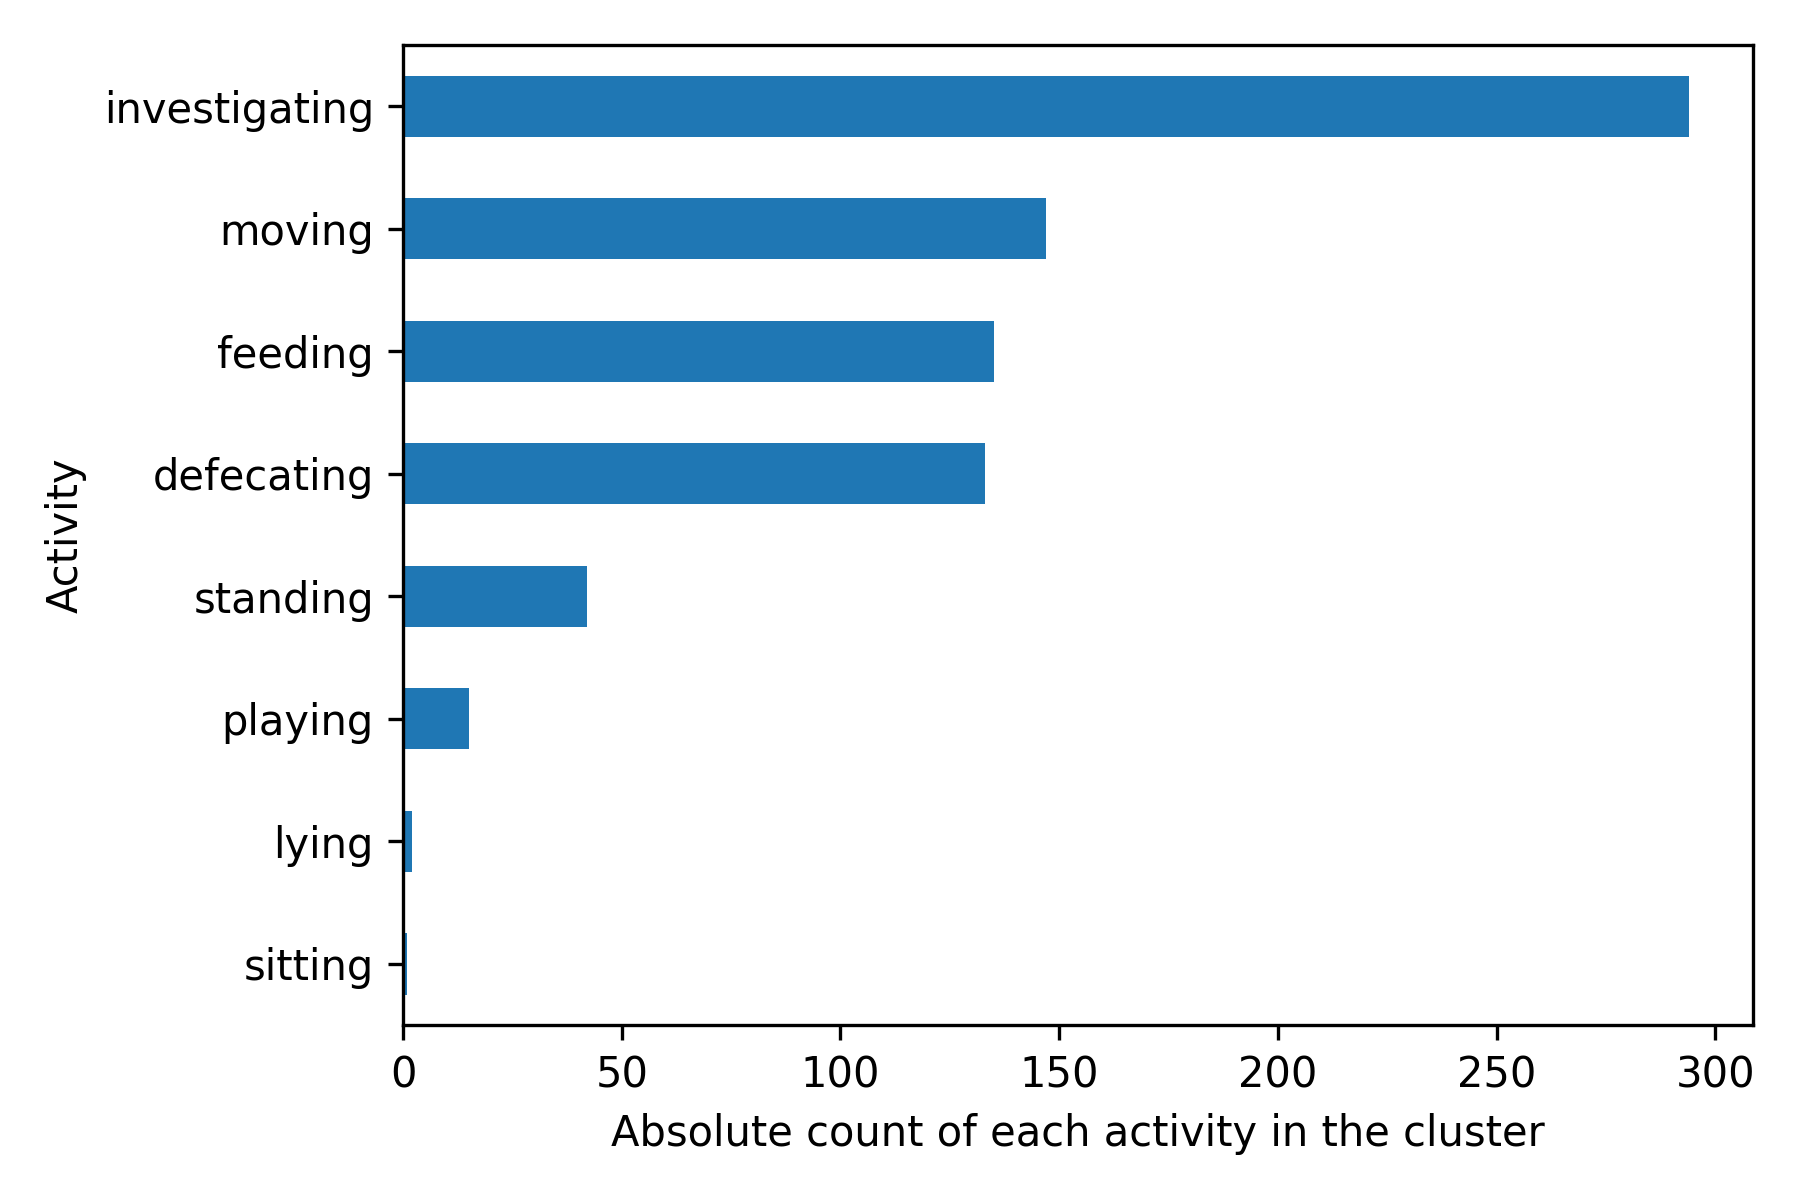 investigating
moving
feeding
defecating
standing
playing
lying
sitting
Activity
0 50 100 150 200 250 300
Absolute count of each activity in the cluster